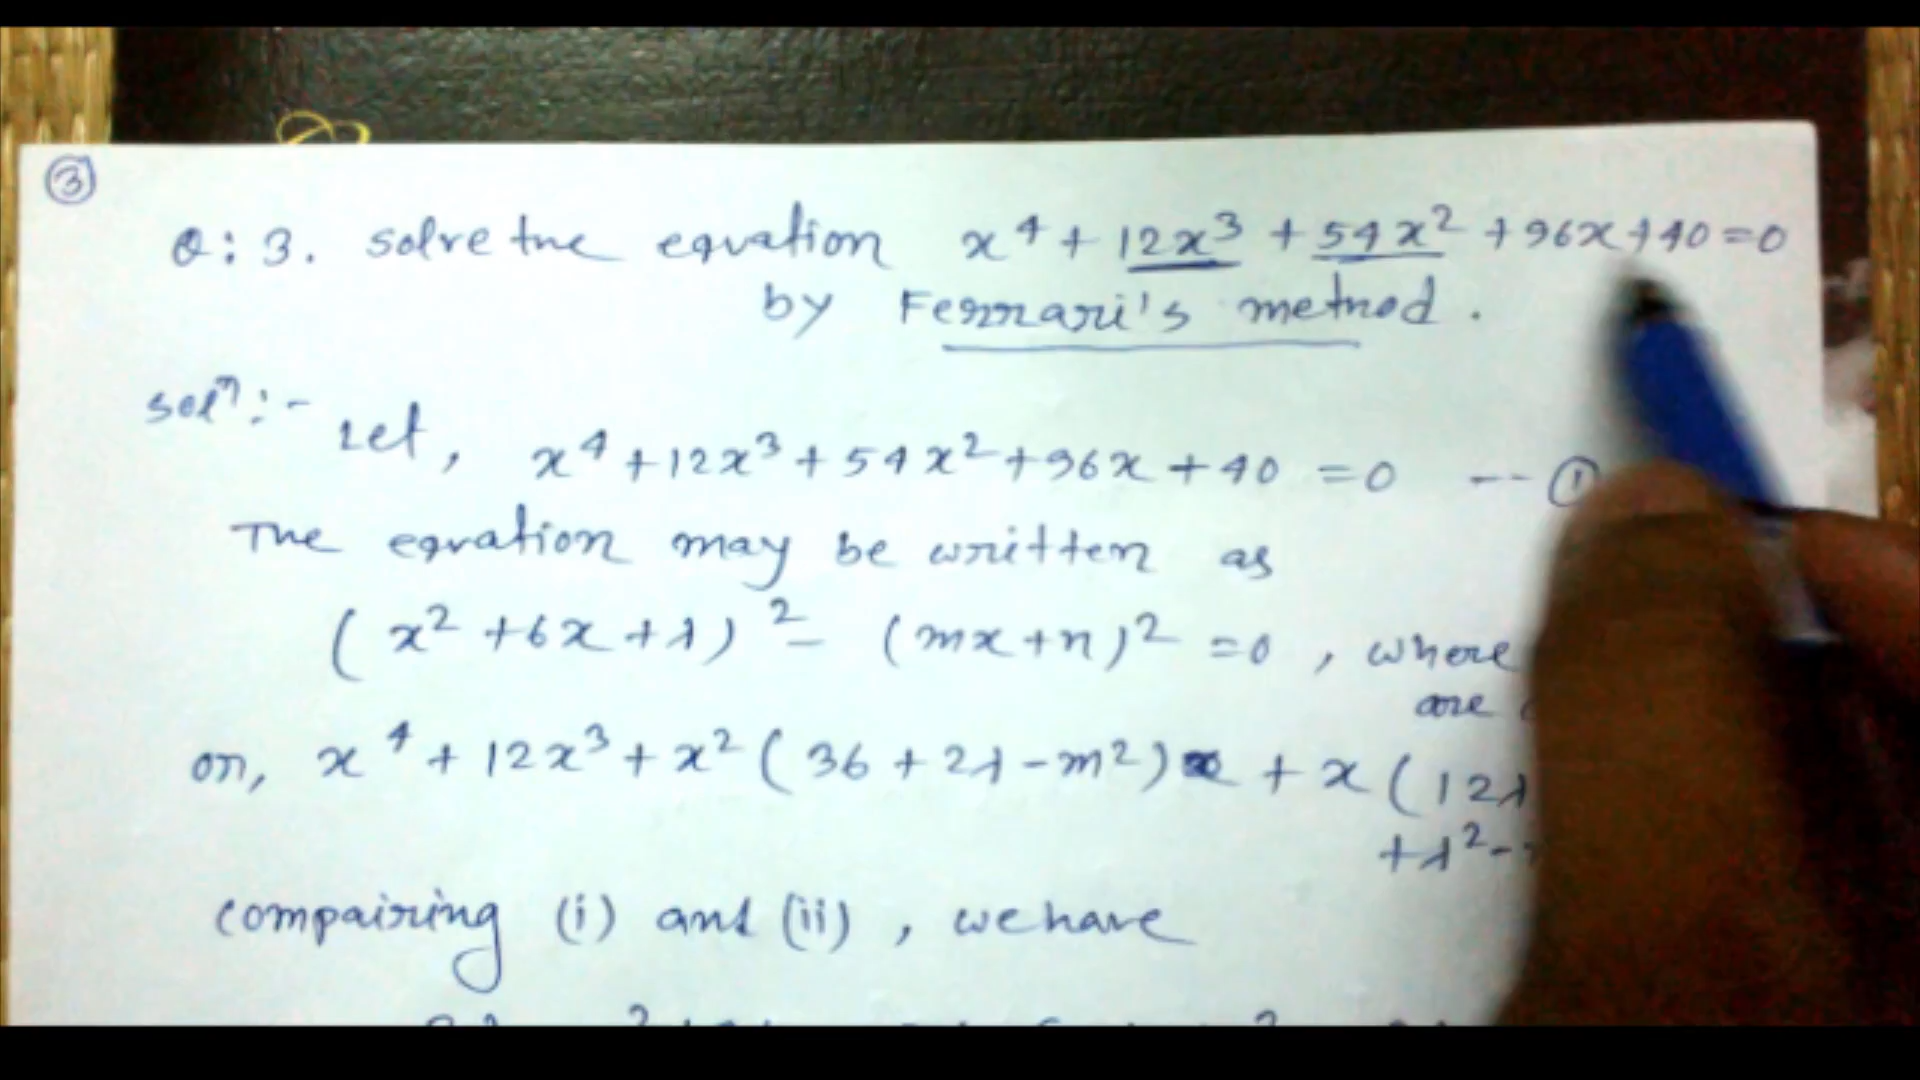 ③
Q: 3. solve the equation x⁴ + 12x³ + 54x² + 96x + 40 = 0
by Ferrari's method.
Solⁿ:- Let, x⁴ + 12x³ + 54x² + 96x + 40 = 0 --- ①
The equation may be written as
(x² + 6x + λ)² - (mx + n)² = 0, where
are
or, x⁴ + 12x³ + x² (36 + 2λ - m²) + x (12λ
+ λ² -
compairing (i) and (ii), we have